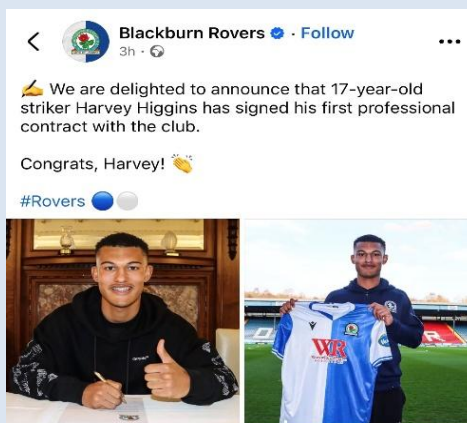 Blackburn Rovers · Follow
3h ·
We are delighted to announce that 17-year-old
striker Harvey Higgins has signed his first professional
contract with the club.
Congrats, Harvey!
#Rovers
WR